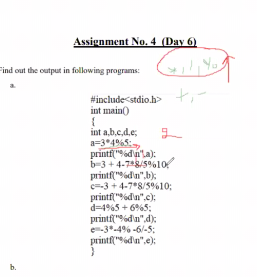 Assignment No. 4 (Day 6)
*, /, %
Find out the output in following programs:
+, -
a.
#include<stdio.h>
int main()
{
int a,b,c,d,e;
a=3*4%5;
2
printf("%d\n",a);
b=3 + 4-7*8/5%10;
printf("%d\n",b);
c=-3 + 4-7*8/5%10;
printf("%d\n",c);
d=4%5 + 6%5;
printf("%d\n",d);
e=-3*-4% -6/-5;
printf("%d\n",e);
}
b.